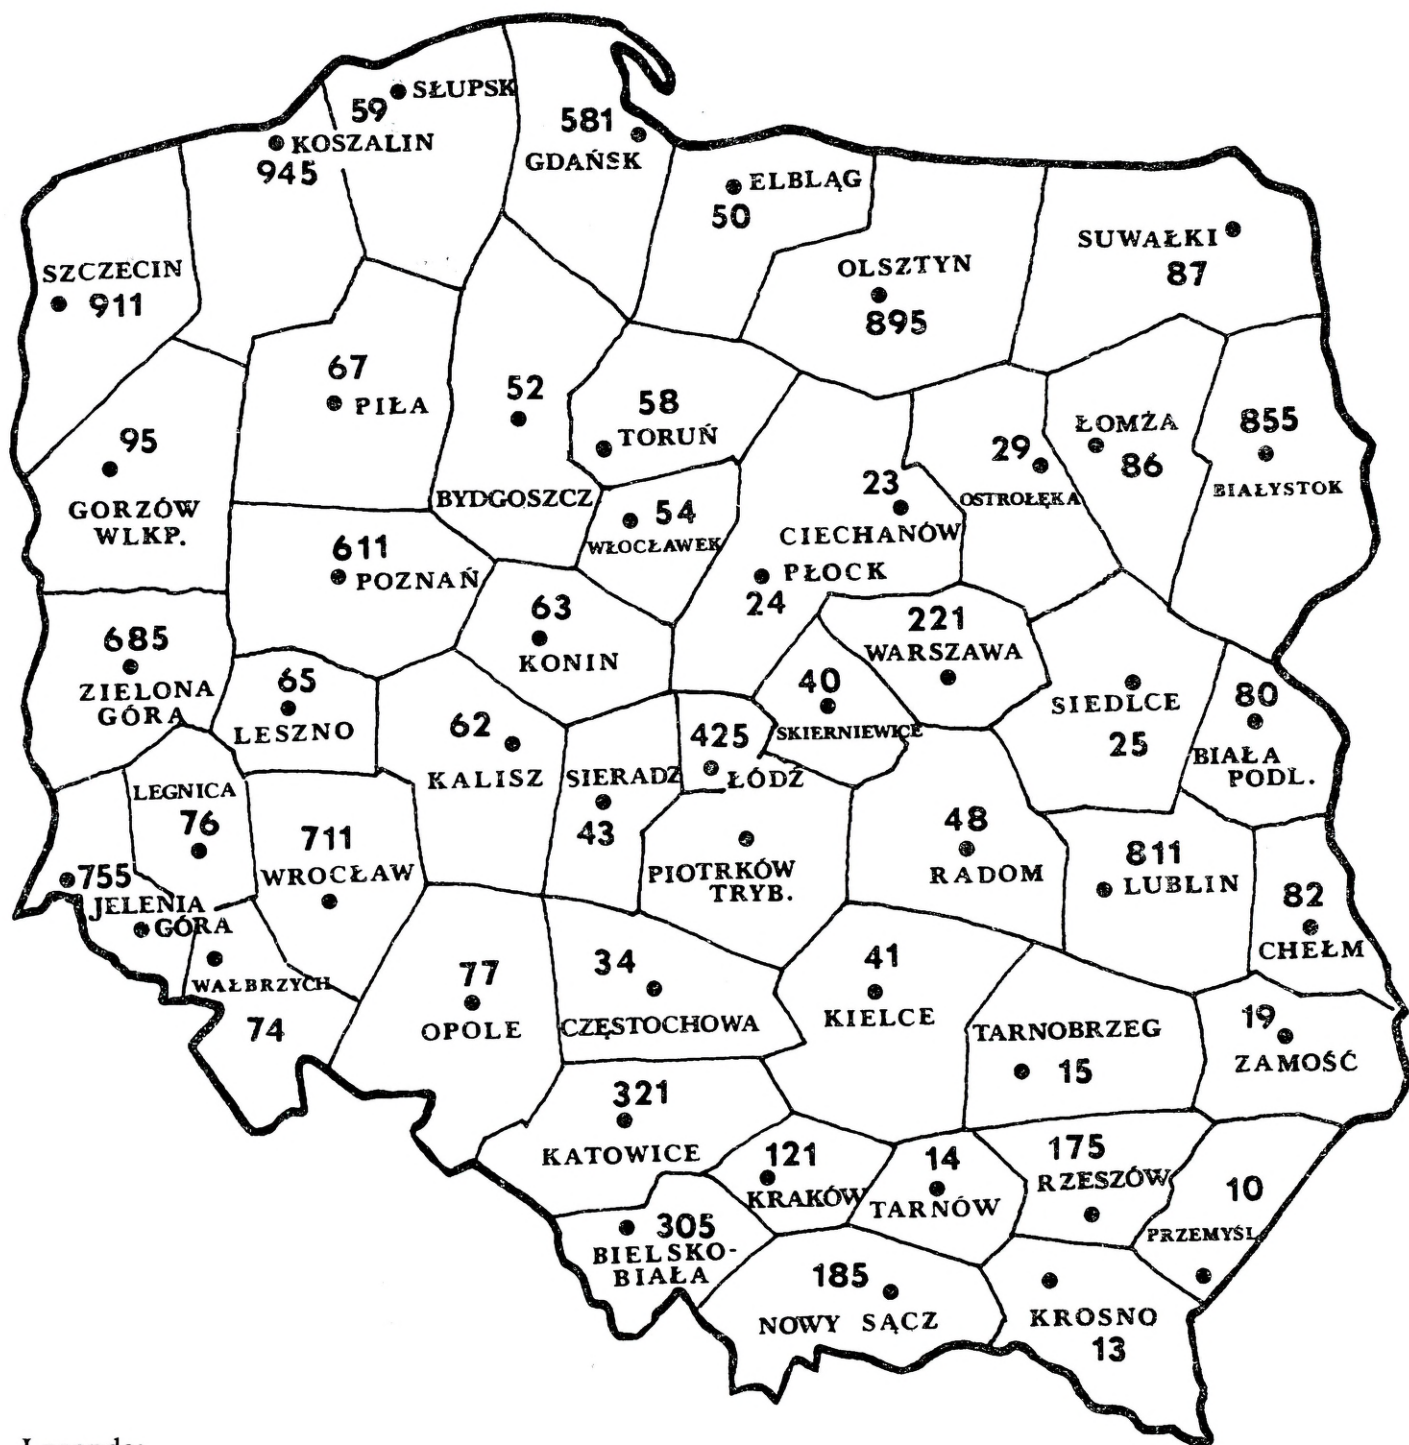 SŁUPSK
59
KOSZALIN
945
581
GDAŃSK
ELBLĄG
50
SUWAŁKI
87
OLSZTYN
895
SZCZECIN
911
67
PIŁA
52
BYDGOSZCZ
58
TORUŃ
ŁOMŻA
86
855
BIAŁYSTOK
95
GORZÓW
WLKP.
29
OSTROŁĘKA
23
CIECHANÓW
54
WŁOCŁAWEK
611
POZNAŃ
PŁOCK
24
63
KONIN
221
WARSZAWA
685
ZIELONA
GÓRA
65
LESZNO
40
SKIERNIEWICE
SIEDLCE
25
80
BIAŁA
PODL.
62
KALISZ
SIERADZ
43
425
ŁÓDŹ
LEGNICA
76
711
WROCŁAW
PIOTRKÓW
TRYB.
48
RADOM
811
LUBLIN
755
JELENIA
GÓRA
82
CHEŁM
WAŁBRZYCH
74
77
OPOLE
34
CZĘSTOCHOWA
41
KIELCE
TARNOBRZEG
15
19
ZAMOŚĆ
321
KATOWICE
121
KRAKÓW
14
TARNÓW
175
RZESZÓW
10
PRZEMYŚL
305
BIELSKO-
BIAŁA
185
NOWY SĄCZ
KROSNO
13